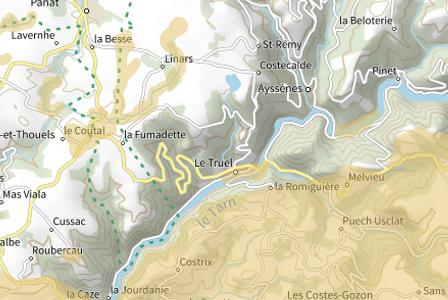 Panat
la Beloterie
Lavernhe
la Besse
St-Rémy
Linars
Costecalde
Pinet
Ayssènes
-et-Thouels
le Coutal
la Fumadette
Le Truel
Melvieu
la Romiguière
Mas Viala
le Tarn
Cussac
Puech Usclat
albe
Roubercau
Costrix
la Jourdanie
la Caze
Les Costes-Gozon
Sans